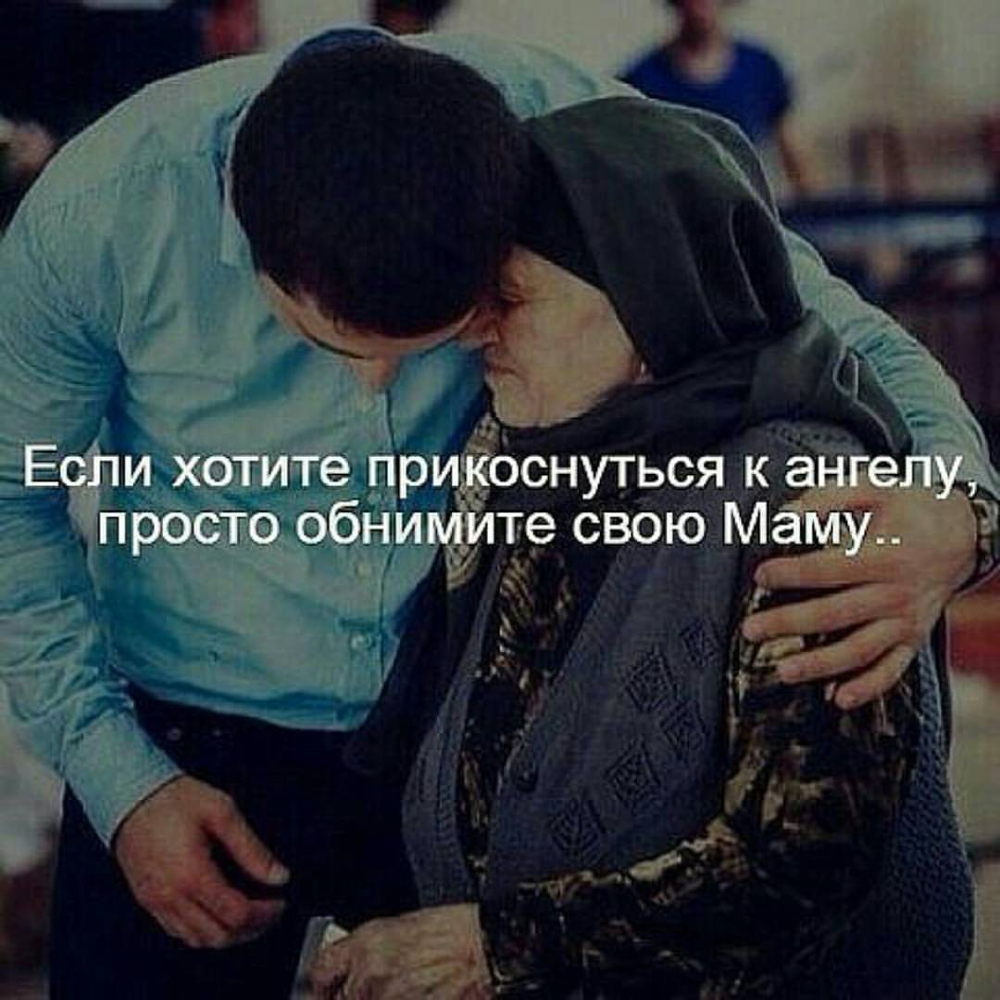 Если хотите прикоснуться к ангелу,
просто обнимите свою Маму..